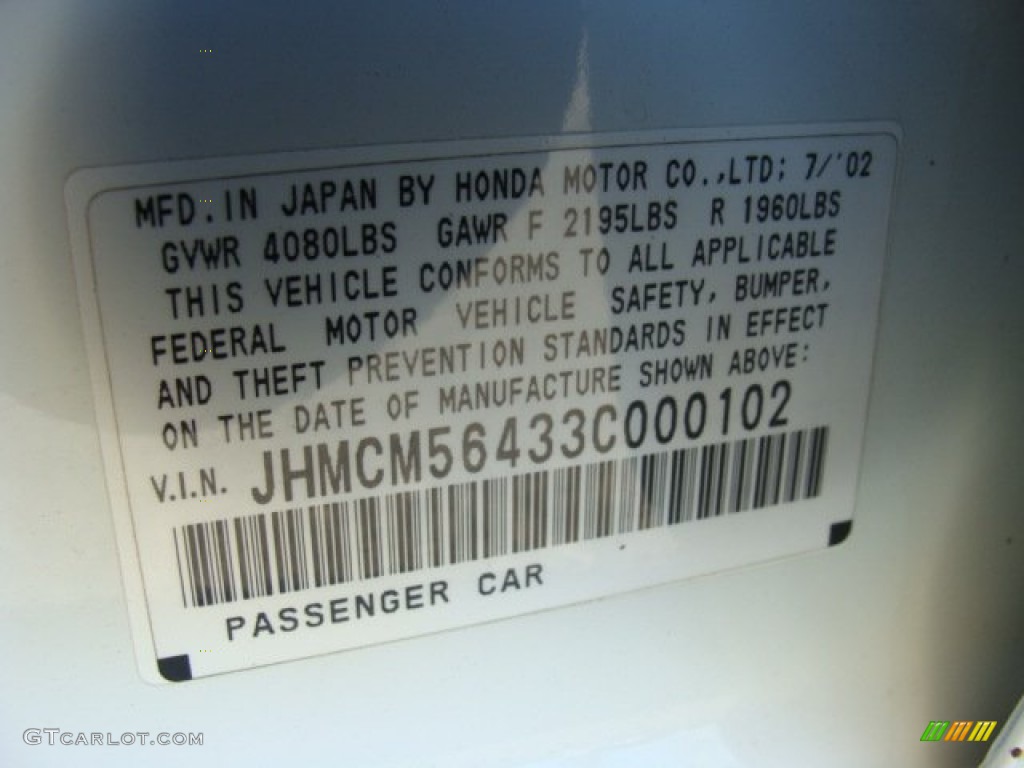 MFD. IN JAPAN BY HONDA MOTOR CO.,LTD; 7/'02
GVWR 4080LBS GAWR F 2195LBS R 1960LBS
THIS VEHICLE CONFORMS TO ALL APPLICABLE
FEDERAL MOTOR VEHICLE SAFETY, BUMPER,
AND THEFT PREVENTION STANDARDS IN EFFECT
ON THE DATE OF MANUFACTURE SHOWN ABOVE:
V.I.N. JHMCM56433C000102
PASSENGER CAR
GTCARLOT.COM